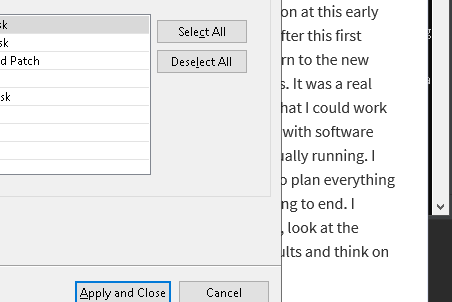 sk
sk
d Patch
sk
Select All
Deselect All
Apply and Close
Cancel
on at this early
fter this first
rn to the new
s. It was a real
hat I could work
with software
ually running. I
o plan everything
ng to end. I
, look at the
ults and think on